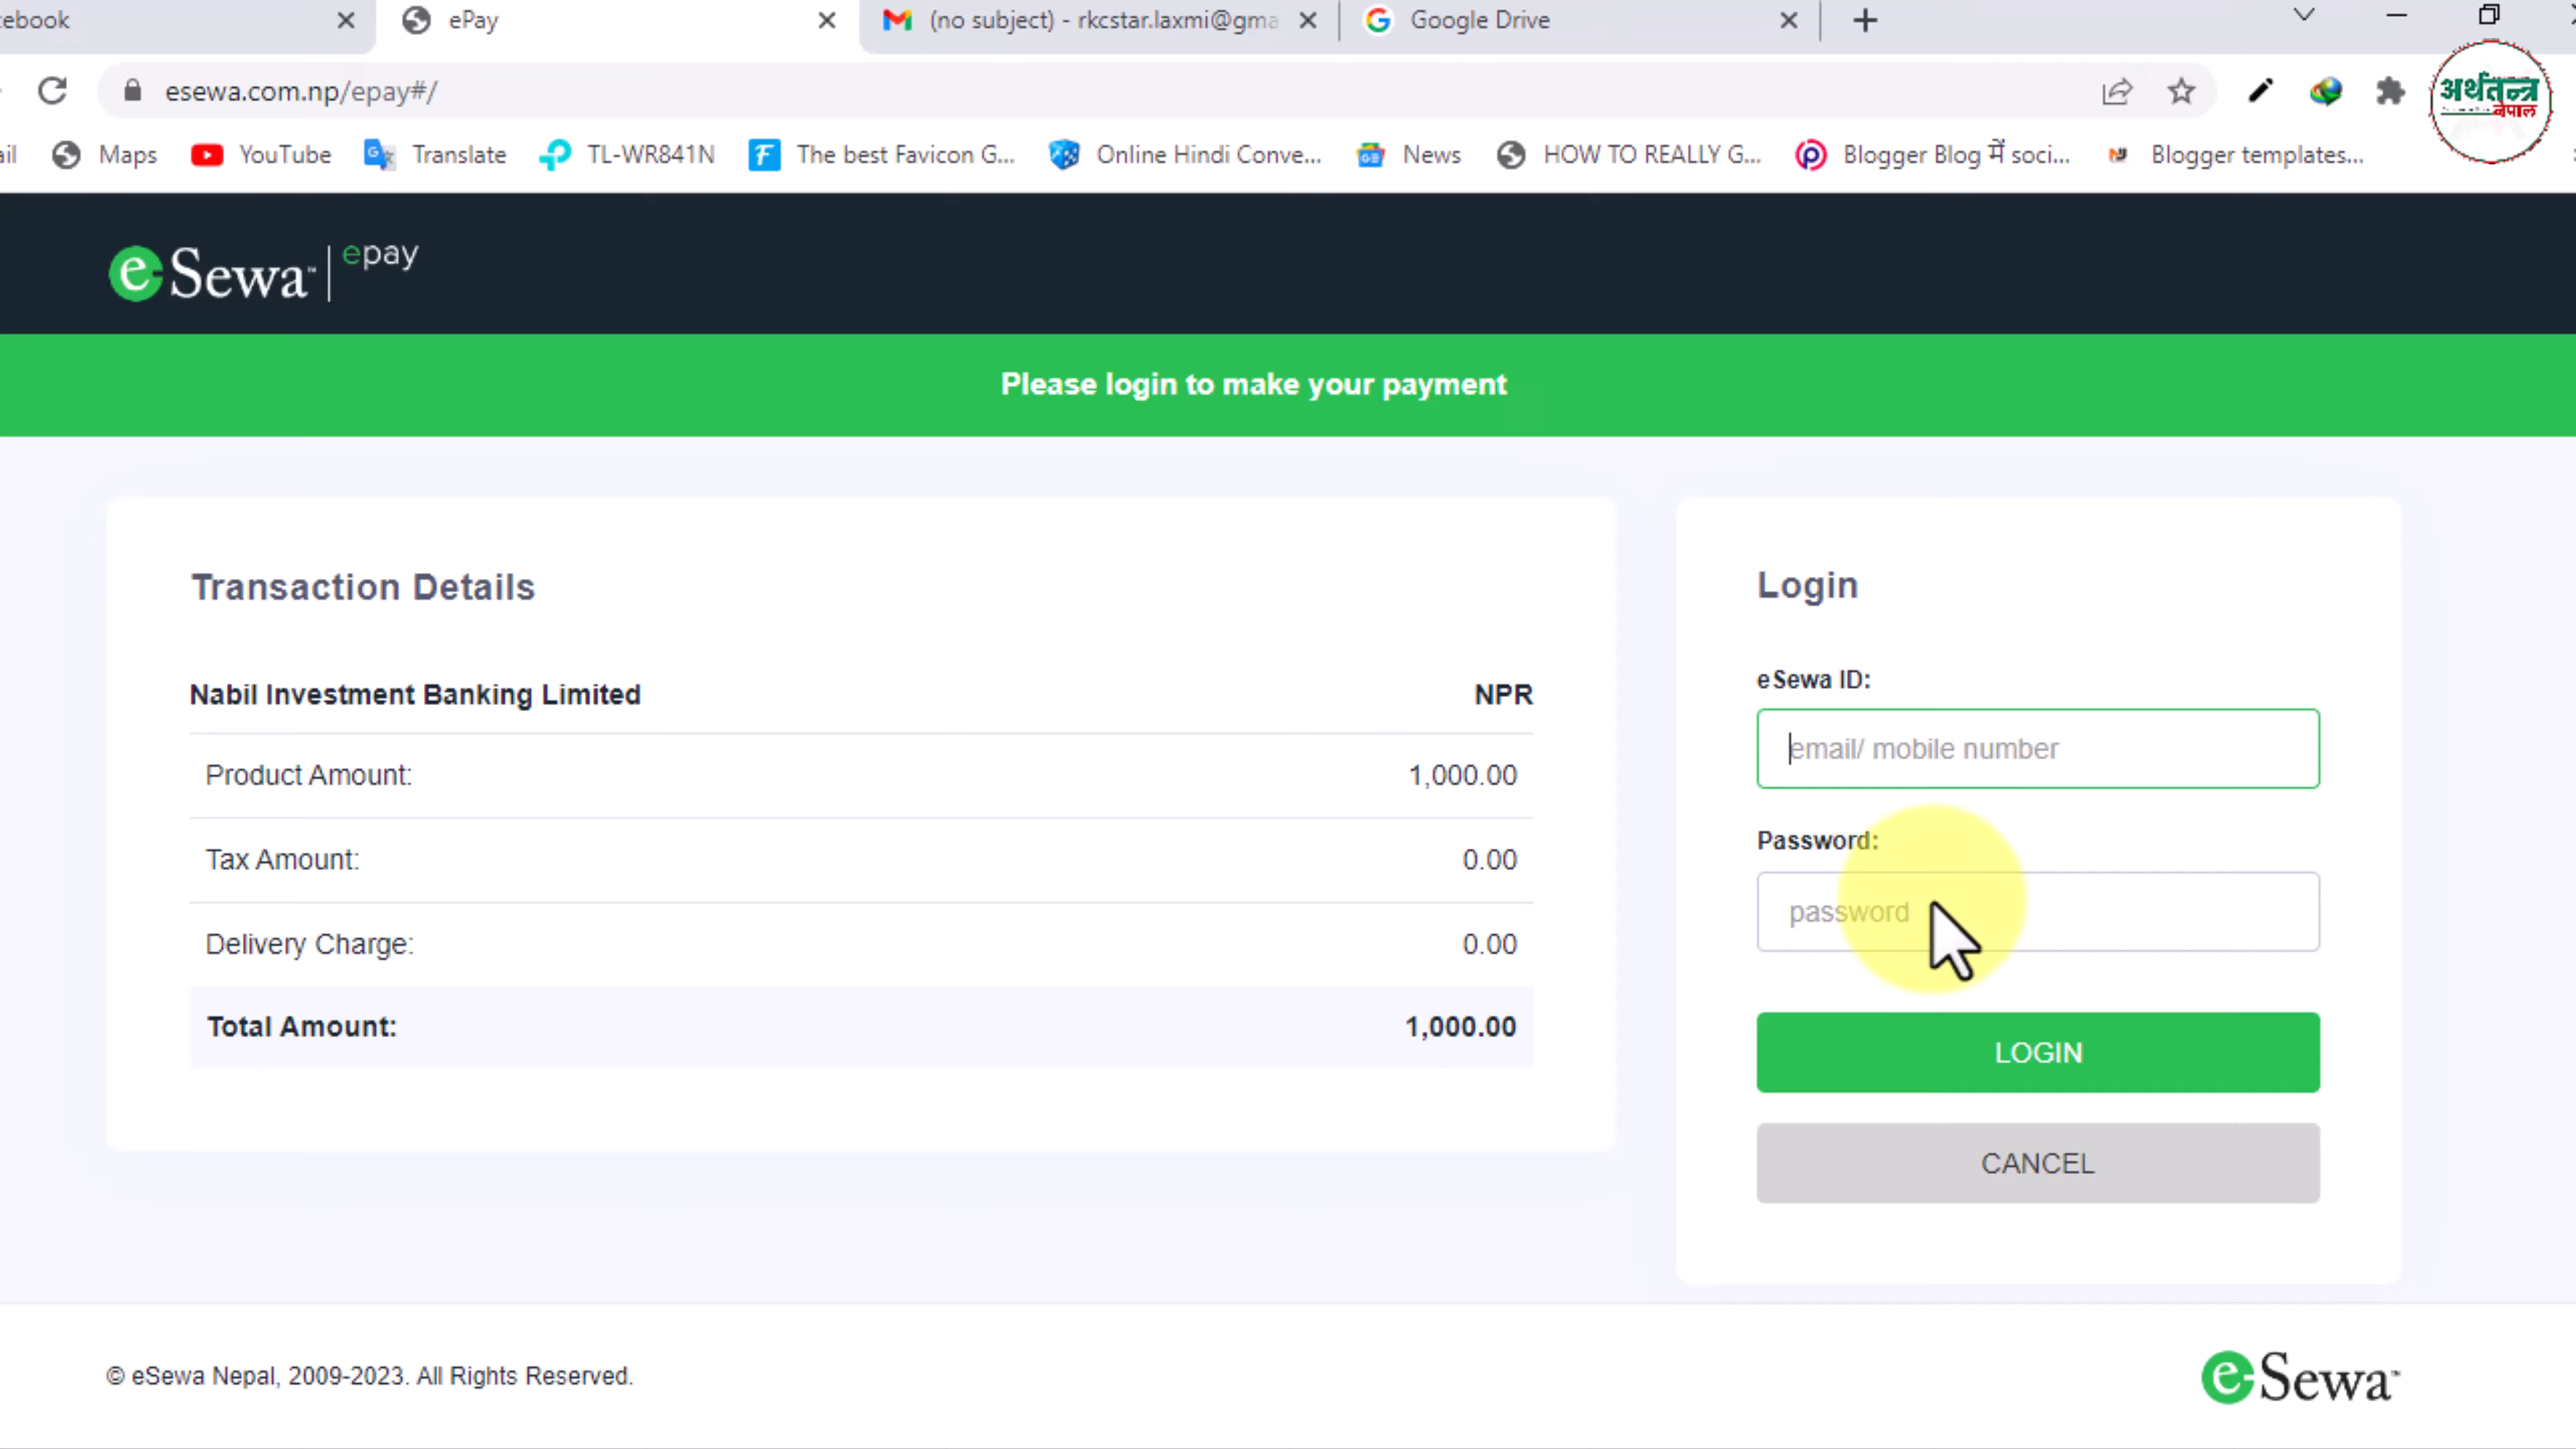 ebook
ePay
(no subject) - rkcstar.laxmi@gma
Google Drive
esewa.com.np/epay#/
अर्थतन्त्र
नेपाल
il
Maps
YouTube
Translate
TL-WR841N
The best Favicon G...
Online Hindi Conve...
News
HOW TO REALLY G...
Blogger Blog में soci...
Blogger templates...
eSewa™ | epay
Please login to make your payment
Transaction Details
Nabil Investment Banking Limited NPR
Product Amount: 1,000.00
Tax Amount: 0.00
Delivery Charge: 0.00
Total Amount: 1,000.00
Login
eSewa ID:
email/ mobile number
Password:
password
LOGIN
CANCEL
© eSewa Nepal, 2009-2023. All Rights Reserved.
eSewa™